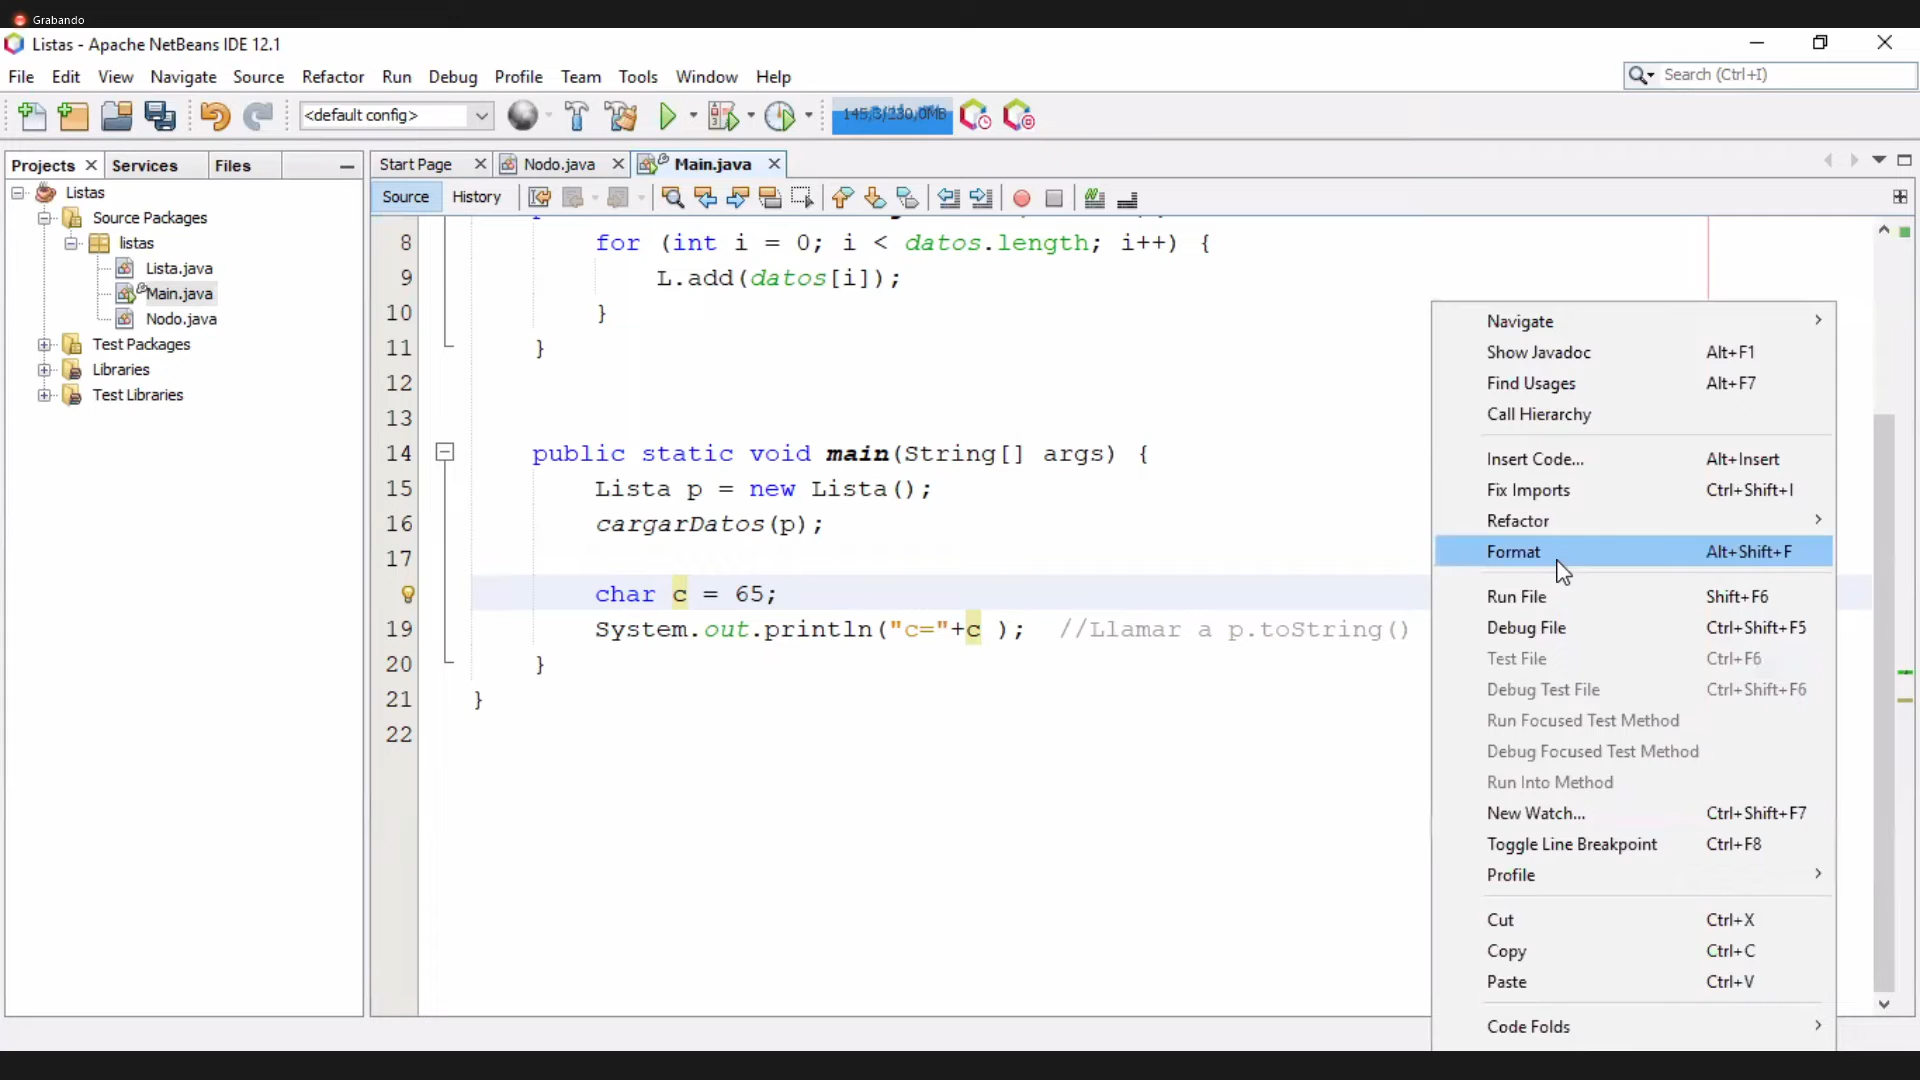 Grabando
Listas - Apache NetBeans IDE 12.1
File Edit View Navigate Source Refactor Run Debug Profile Team Tools Window Help
Search (Ctrl+I)
<default config>
145,3/230,0MB
Projects Services Files
Start Page Nodo.java Main.java
Source History
Listas
Source Packages
listas
Lista.java
Main.java
Nodo.java
Test Packages
Libraries
Test Libraries
8 for (int i = 0; i < datos.length; i++) {
9 L.add(datos[i]);
10 }
11 }
12
13
14 public static void main(String[] args) {
15 Lista p = new Lista();
16 cargarDatos(p);
17
char c = 65;
19 System.out.println("c="+c ); //Llamar a p.toString()
20 }
21 }
22
Navigate
Show Javadoc Alt+F1
Find Usages Alt+F7
Call Hierarchy
Insert Code... Alt+Insert
Fix Imports Ctrl+Shift+I
Refactor
Format Alt+Shift+F
Run File Shift+F6
Debug File Ctrl+Shift+F5
Test File Ctrl+F6
Debug Test File Ctrl+Shift+F6
Run Focused Test Method
Debug Focused Test Method
Run Into Method
New Watch... Ctrl+Shift+F7
Toggle Line Breakpoint Ctrl+F8
Profile
Cut Ctrl+X
Copy Ctrl+C
Paste Ctrl+V
Code Folds